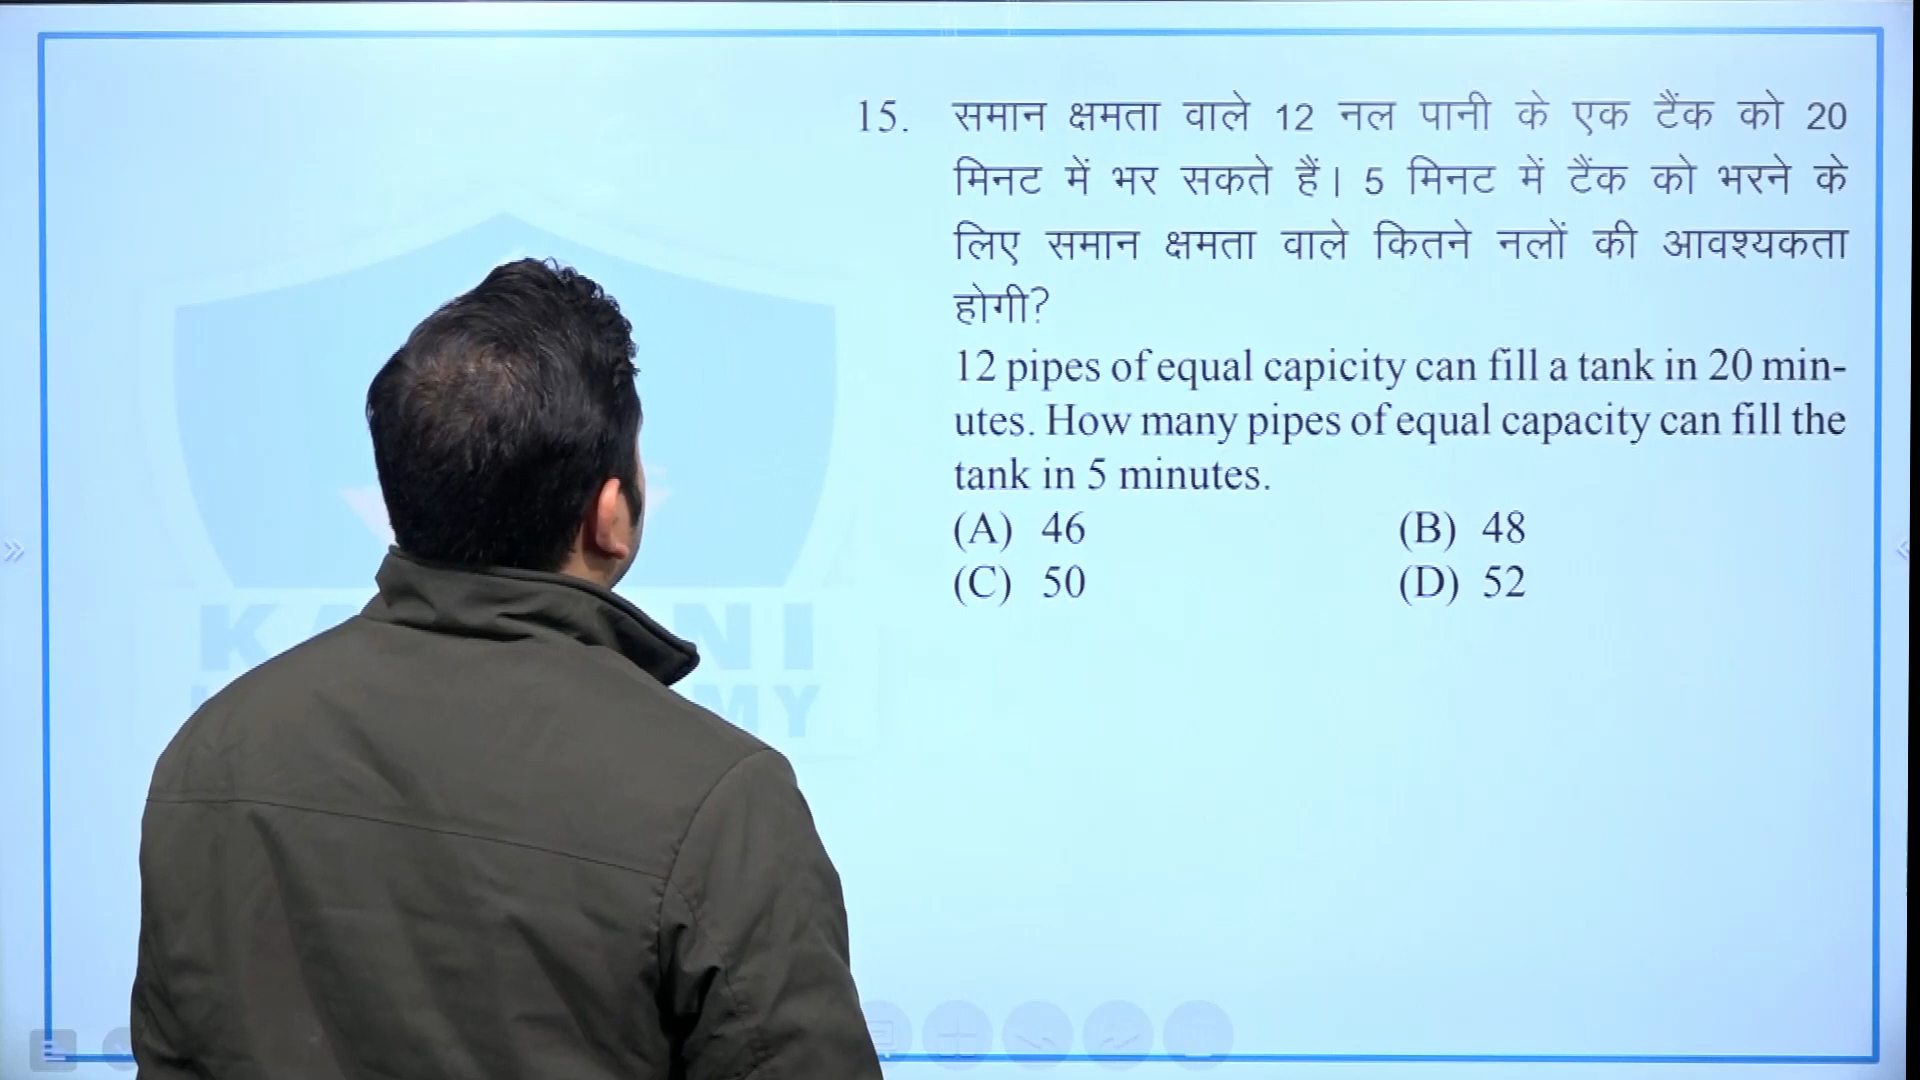 15. समान क्षमता वाले 12 नल पानी के एक टैंक को 20
मिनट में भर सकते हैं। 5 मिनट में टैंक को भरने के
लिए समान क्षमता वाले कितने नलों की आवश्यकता
होगी?
12 pipes of equal capicity can fill a tank in 20 min-
utes. How many pipes of equal capacity can fill the
tank in 5 minutes.
(A) 46 (B) 48
(C) 50 (D) 52